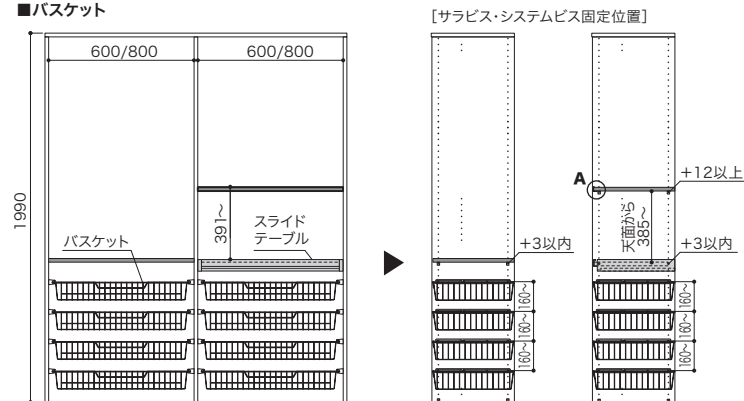 ■バスケット
[サラビス・システムビス固定位置]
600/800
600/800
1990
391〜
スライド
テーブル
バスケット
A
+12以上
天面から
385〜
+3以内
+3以内
160〜
160〜
160〜
160〜
160〜
160〜